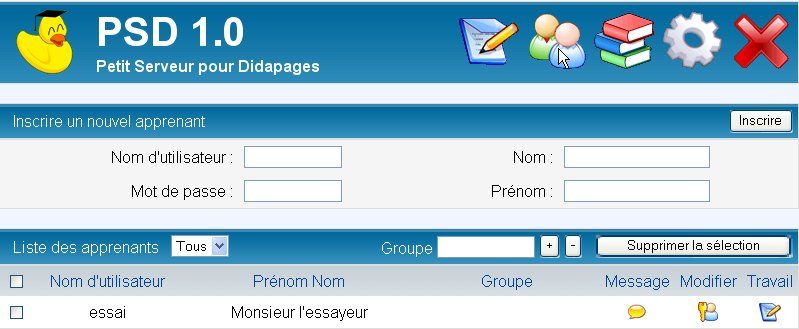 PSD 1.0
Petit Serveur pour Didapages
Inscrire un nouvel apprenant Inscrire
Nom d'utilisateur : Nom :
Mot de passe : Prénom :
Liste des apprenants Tous Groupe + - Supprimer la sélection
Nom d'utilisateur Prénom Nom Groupe Message Modifier Travail
essai Monsieur l'essayeur